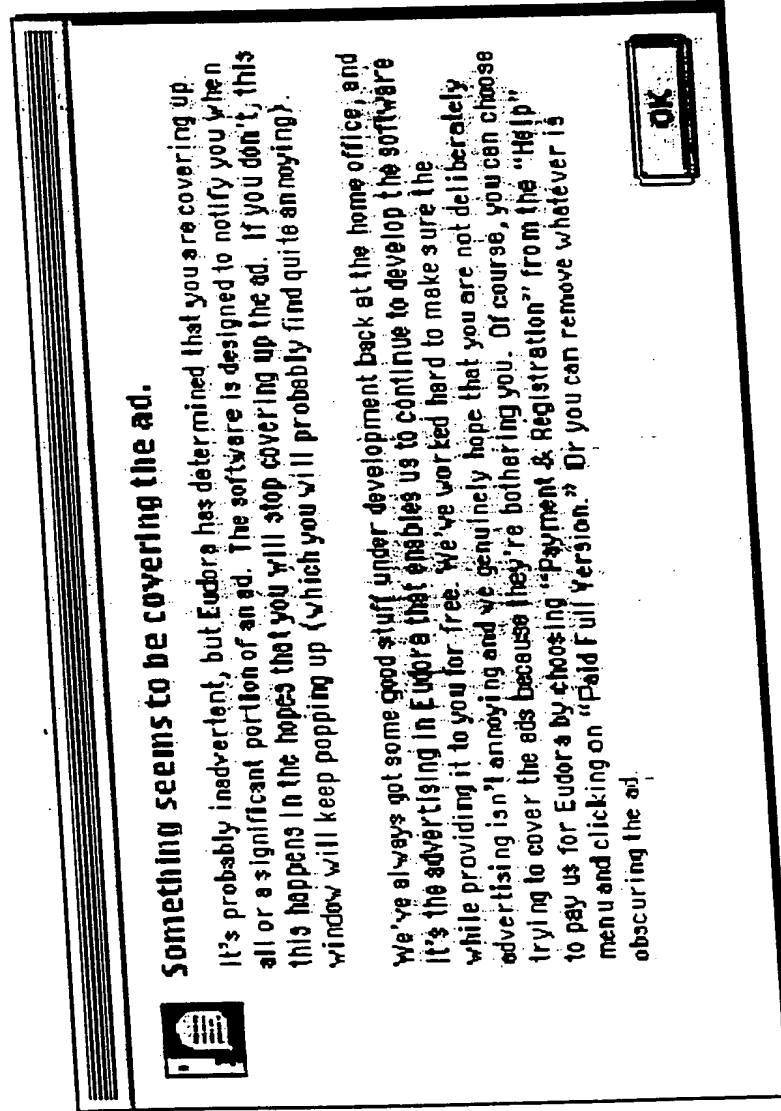 Something seems to be covering the ad.
It's probably inadvertent, but Eudora has determined that you are covering up
all or a significant portion of an ad. The software is designed to notify you when
this happens in the hopes that you will stop covering up the ad. If you don't, this
window will keep popping up (which you will probably find quite annoying).
We've always got some good stuff under development back at the home office, and
it's the advertising in Eudora that enables us to continue to develop the software
while providing it to you for free. We've worked hard to make sure the
advertising isn't annoying and we genuinely hope that you are not deliberately
trying to cover the ads because they're bothering you. Of course, you can choose
to pay us for Eudora by choosing "Payment & Registration" from the "Help"
menu and clicking on "Paid Full Version." Or you can remove whatever is
obscuring the ad.
OK